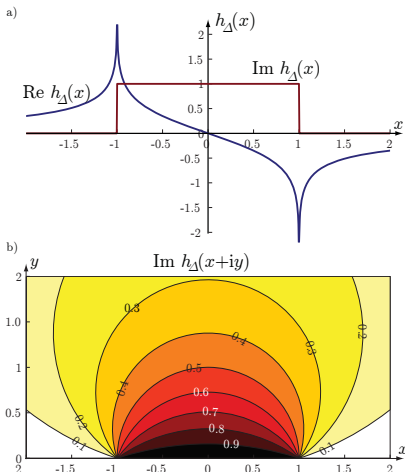 a)
h_Δ(x)
2
1.5
Re h_Δ(x)
Im h_Δ(x)
1
0.5
x
-1.5 -1 -0.5 0 0.5 1 1.5 2
-0.5
-1
-1.5
-2
b)
Im h_Δ(x+iy)
y
2
0.3 0.2
1.0 0.4 0.3
0.5
0.4 0.6
0.5 0.7
0.2 0.8
0.1 0.9 0.1
0 x
-2 -1.5 -1 -0.5 0 0.5 1 1.5 2